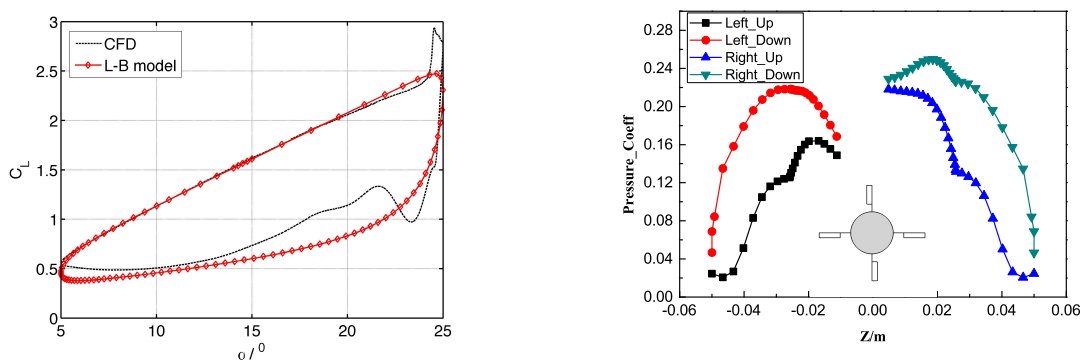 3
2.5
2
1.5
1
0.5
0
5
10
15
20
25
C_L
α / 0
CFD
L-B model
0.28
0.24
0.20
0.16
0.12
0.08
0.04
0.00
-0.06
-0.04
-0.02
0.00
0.02
0.04
0.06
Pressure_Coeff
Z/m
Left_Up
Left_Down
Right_Up
Right_Down